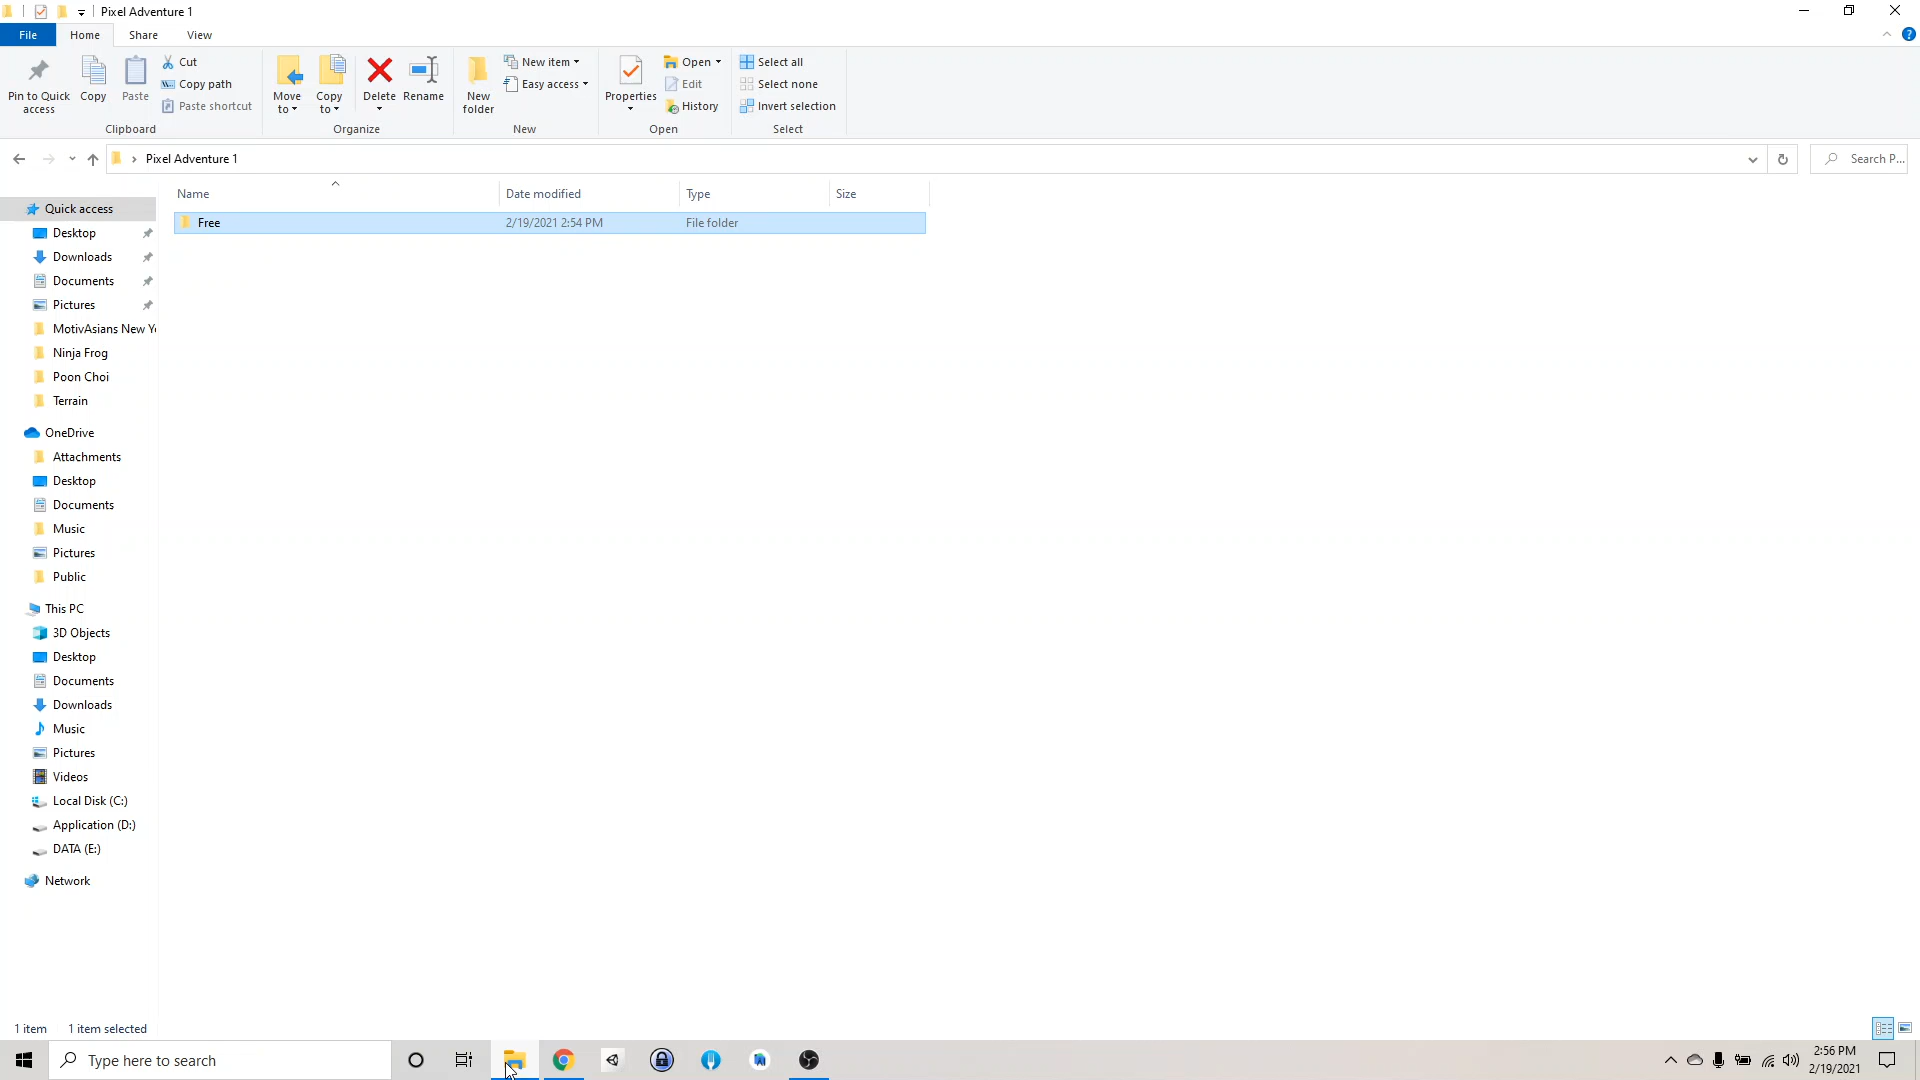 Pixel Adventure 1
File
Home
Share
View
Pin to Quick access
Copy
Paste
Cut
Copy path
Paste shortcut
Clipboard
Move to
Copy to
Delete
Rename
Organize
New folder
New item
Easy access
New
Properties
Open
Edit
History
Open
Select all
Select none
Invert selection
Select
Pixel Adventure 1
Search P...
Name
Date modified
Type
Size
Free
2/19/2021 2:54 PM
File folder
Quick access
Desktop
Downloads
Documents
Pictures
MotivAsians New Ye
Ninja Frog
Poon Choi
Terrain
OneDrive
Attachments
Desktop
Documents
Music
Pictures
Public
This PC
3D Objects
Desktop
Documents
Downloads
Music
Pictures
Videos
Local Disk (C:)
Application (D:)
DATA (E:)
Network
1 item
1 item selected
Type here to search
2:56 PM
2/19/2021